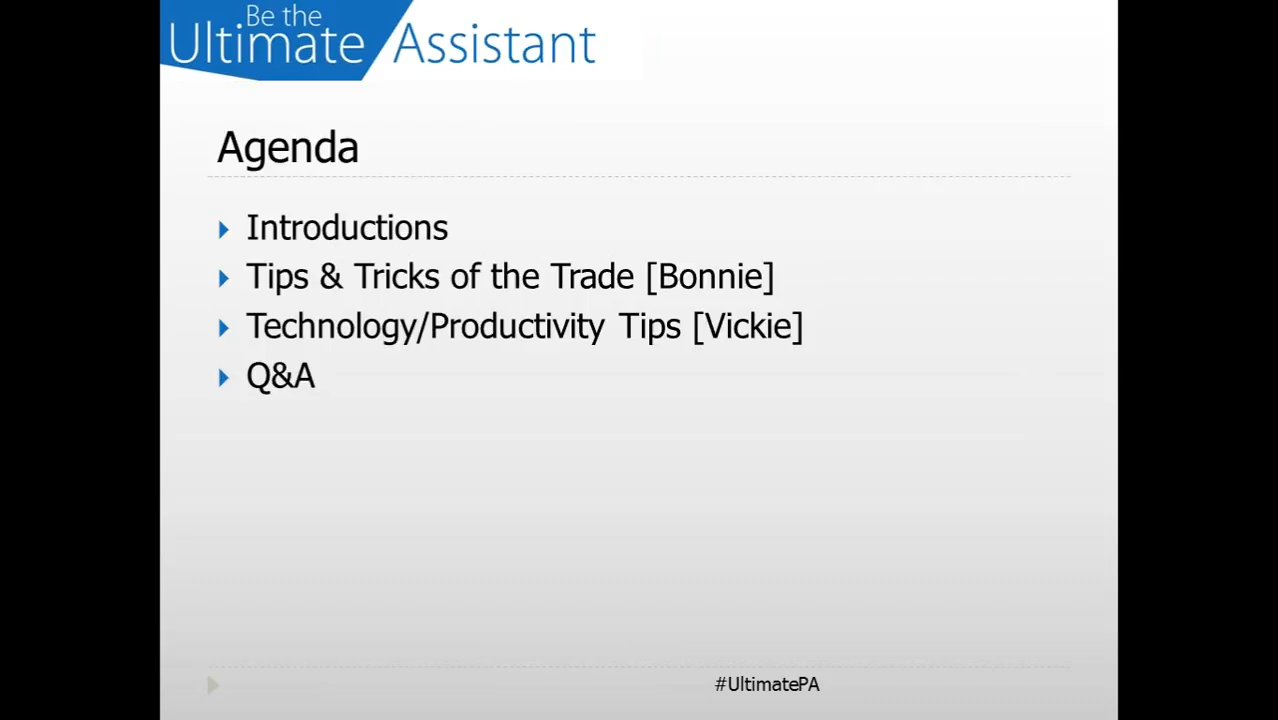 Be the
Ultimate Assistant
Agenda
Introductions
Tips & Tricks of the Trade [Bonnie]
Technology/Productivity Tips [Vickie]
Q&A
#UltimatePA